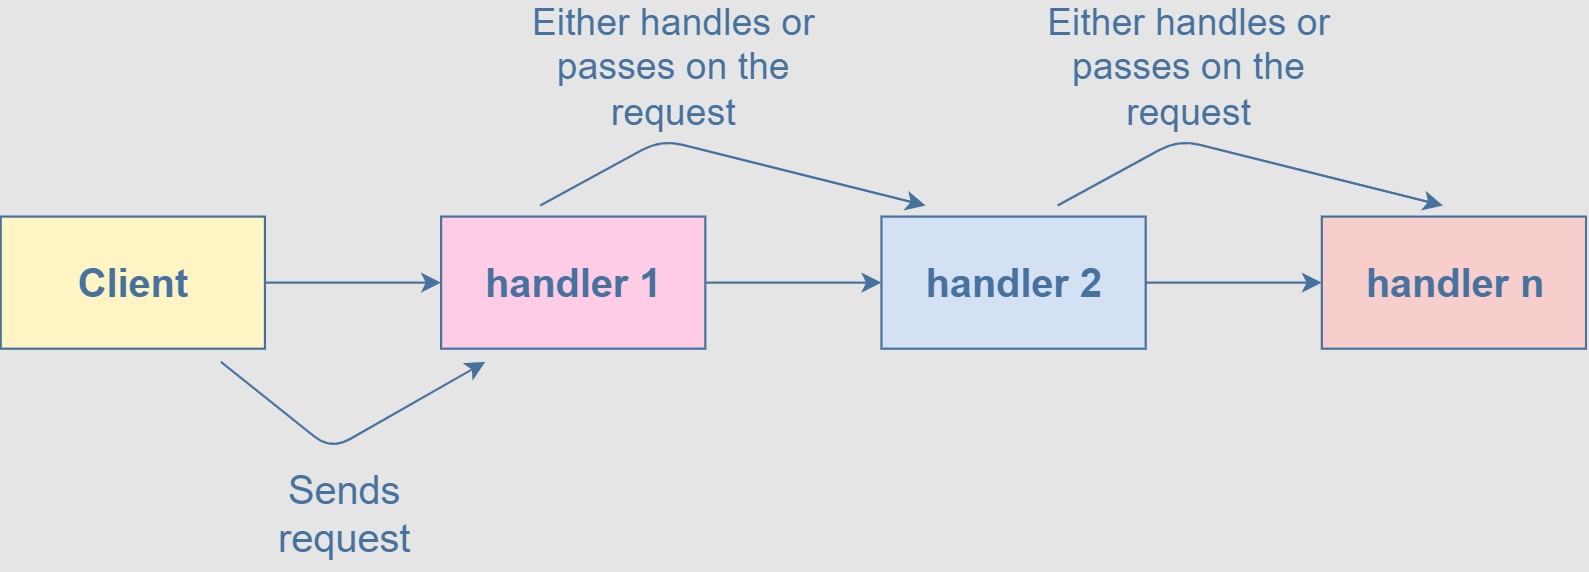 Either handles or
passes on the
request
Either handles or
passes on the
request
Client
handler 1
handler 2
handler n
Sends
request